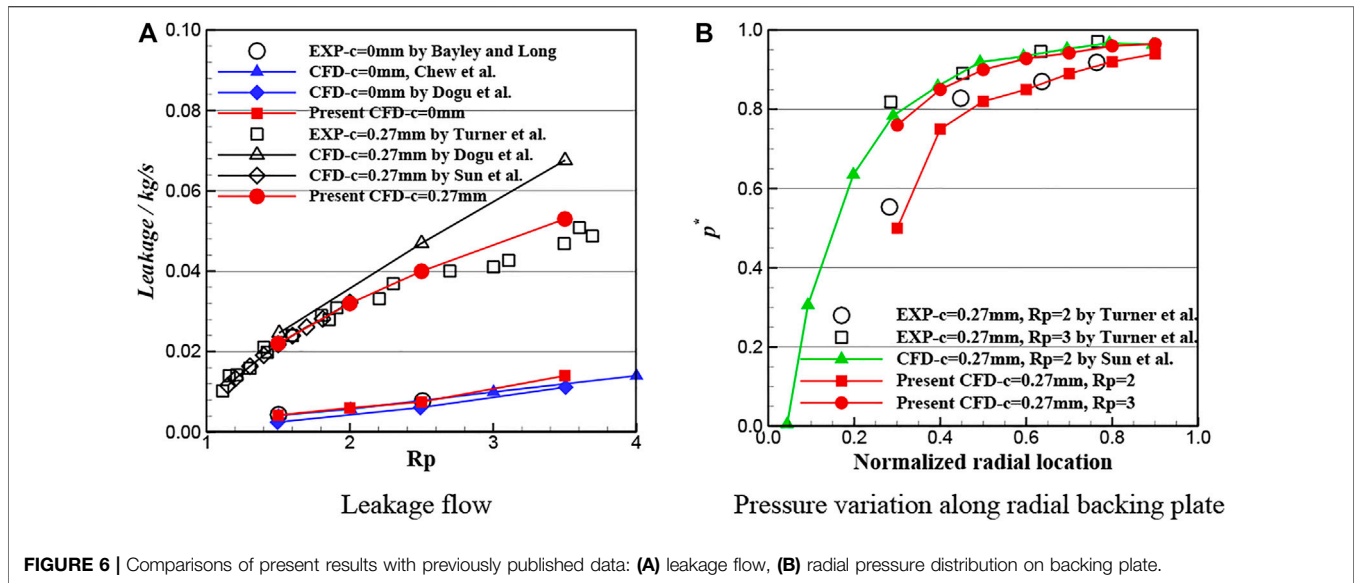 A
0.10
0.08
0.06
0.04
0.02
0.00
1
2
3
4
Leakage / kg/s
Rp
EXP-c=0mm by Bayley and Long
CFD-c=0mm, Chew et al.
CFD-c=0mm by Dogu et al.
Present CFD-c=0mm
EXP-c=0.27mm by Turner et al.
CFD-c=0.27mm by Dogu et al.
CFD-c=0.27mm by Sun et al.
Present CFD-c=0.27mm
Leakage flow
B
1.0
0.8
0.6
0.4
0.2
0.0
0.0
0.2
0.4
0.6
0.8
1.0
p*
Normalized radial location
EXP-c=0.27mm, Rp=2 by Turner et al.
EXP-c=0.27mm, Rp=3 by Turner et al.
CFD-c=0.27mm, Rp=2 by Sun et al.
Present CFD-c=0.27mm, Rp=2
Present CFD-c=0.27mm, Rp=3
Pressure variation along radial backing plate
FIGURE 6 | Comparisons of present results with previously published data: (A) leakage flow, (B) radial pressure distribution on backing plate.